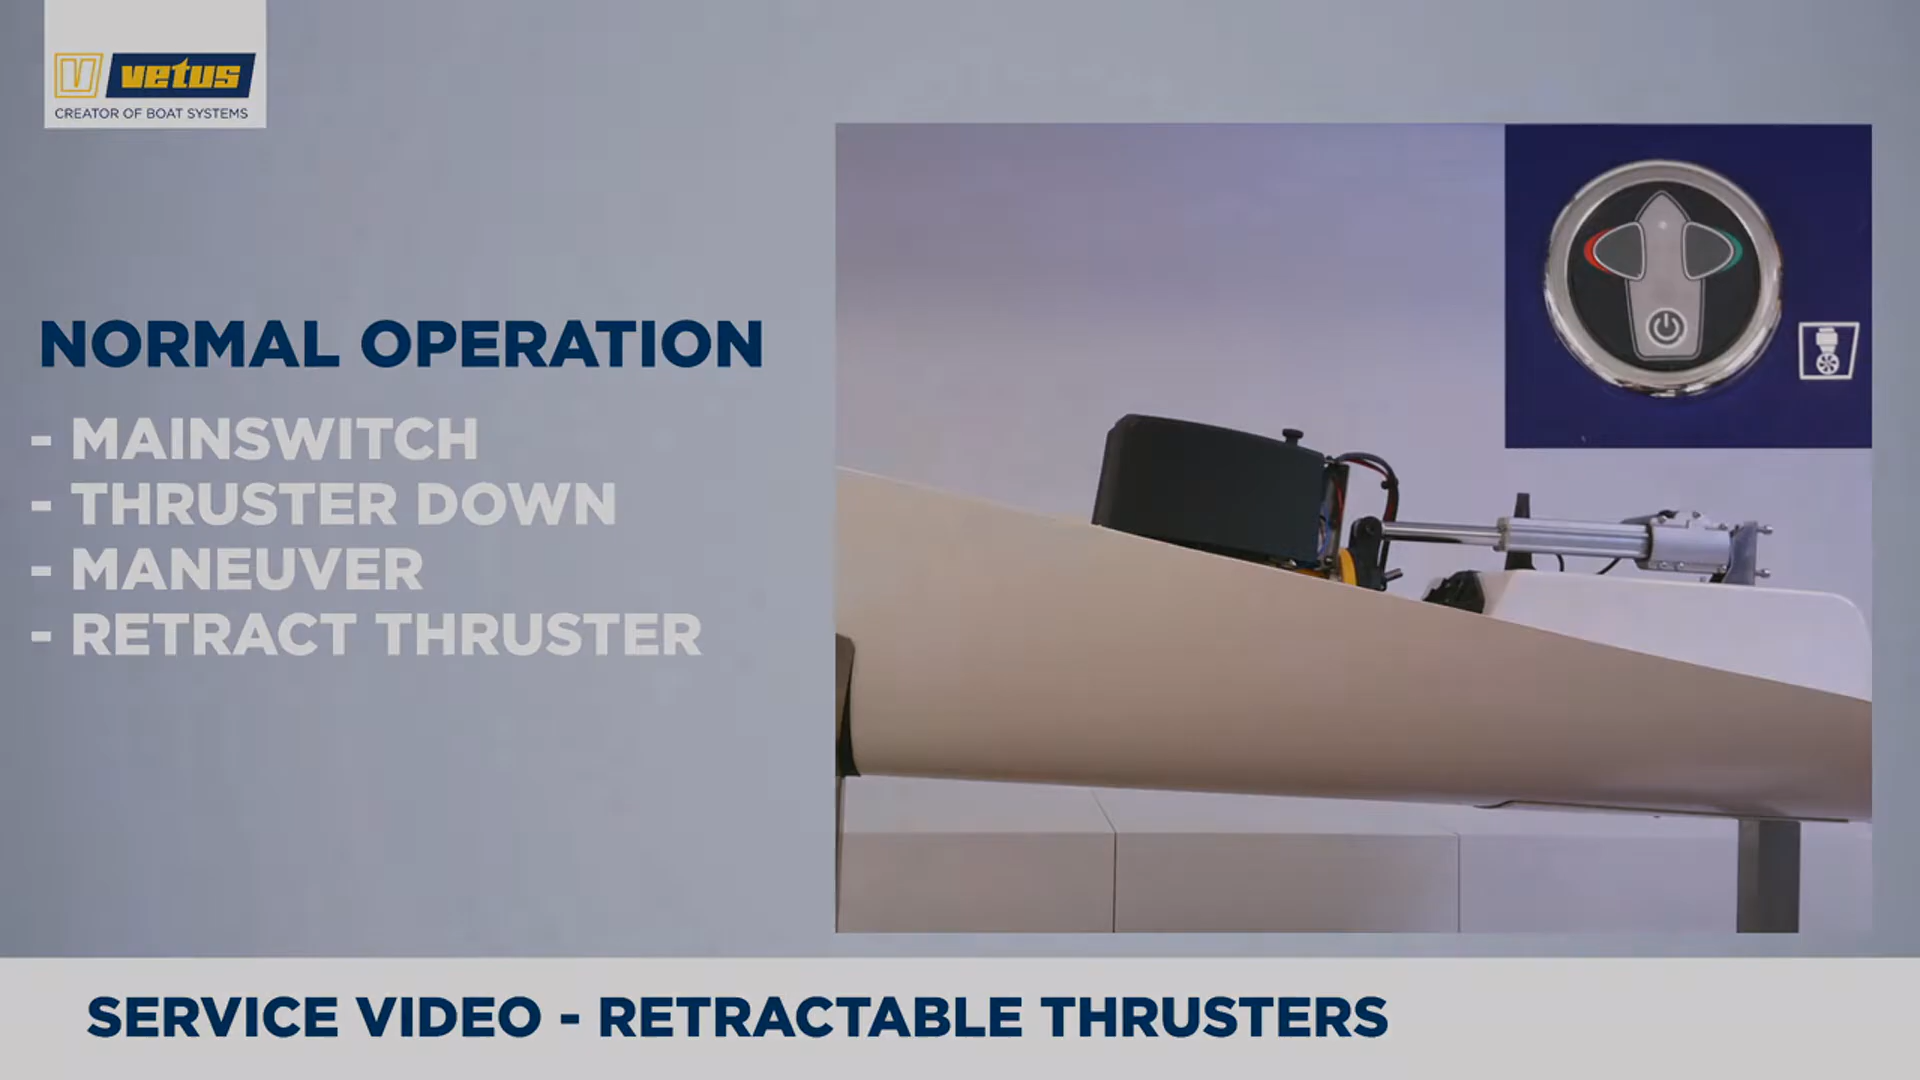 V vetus
CREATOR OF BOAT SYSTEMS
NORMAL OPERATION
- MAINSWITCH
- THRUSTER DOWN
- MANEUVER
- RETRACT THRUSTER
SERVICE VIDEO - RETRACTABLE THRUSTERS